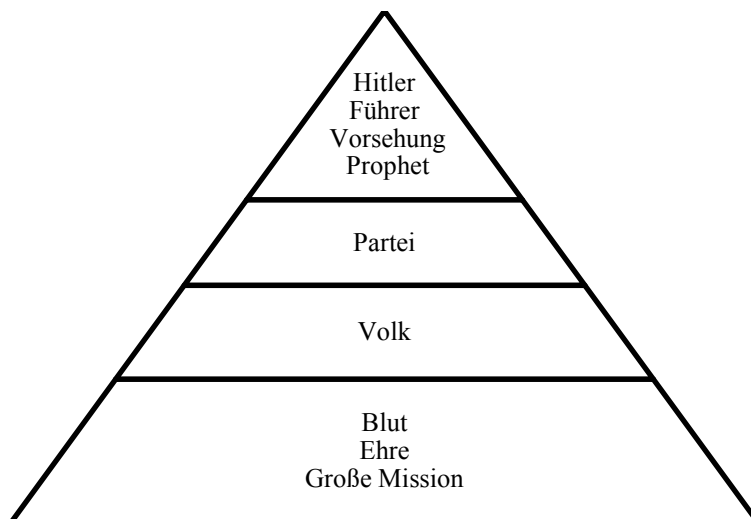 Hitler
Führer
Vorsehung
Prophet
Partei
Volk
Blut
Ehre
Große Mission